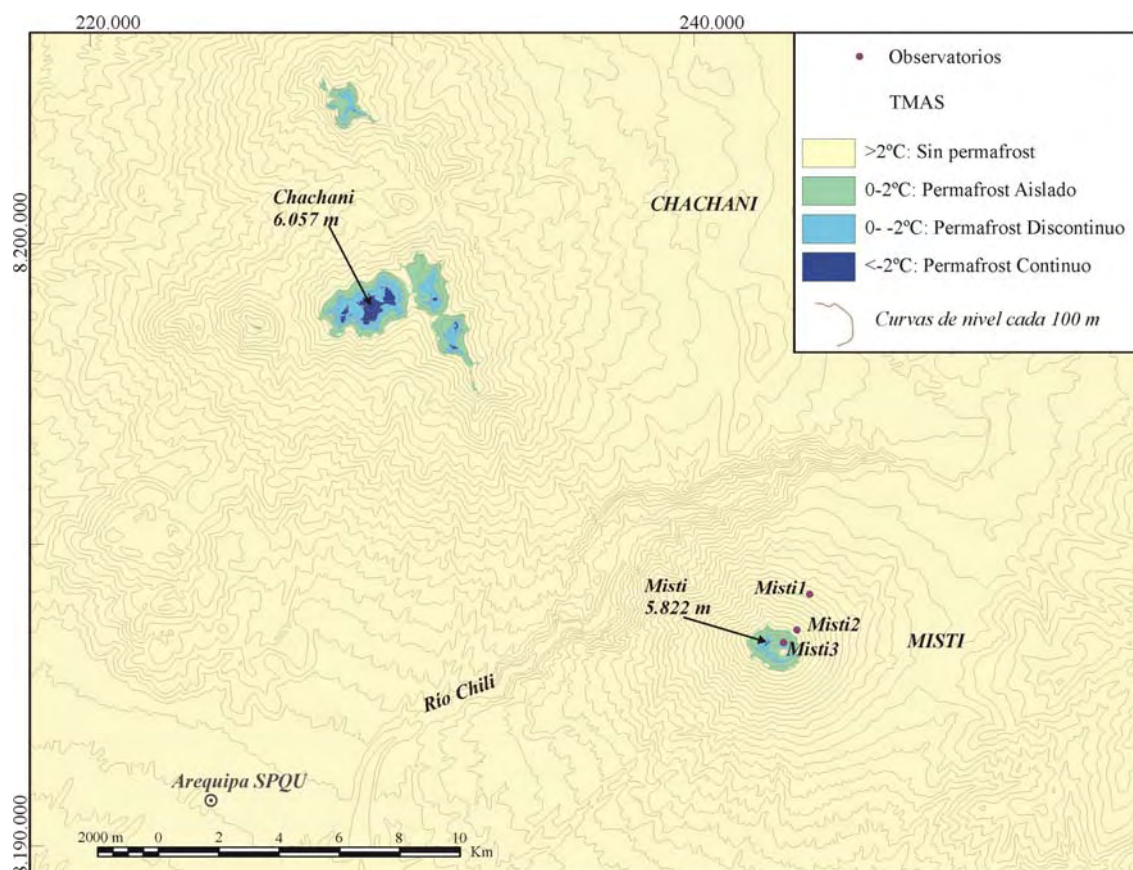 220.000
240.000
Observatorios
TMAS
>2ºC: Sin permafrost
0-2ºC: Permafrost Aislado
0- -2ºC: Permafrost Discontinuo
<-2ºC: Permafrost Continuo
Curvas de nivel cada 100 m
Chachani
6.057 m
CHACHANI
8.200.000
Misti
5.822 m
Misti1
Misti2
Misti3
MISTI
Río Chili
Arequipa SPQU
8.190.000
2000 m 0 2 4 6 8 10
Km